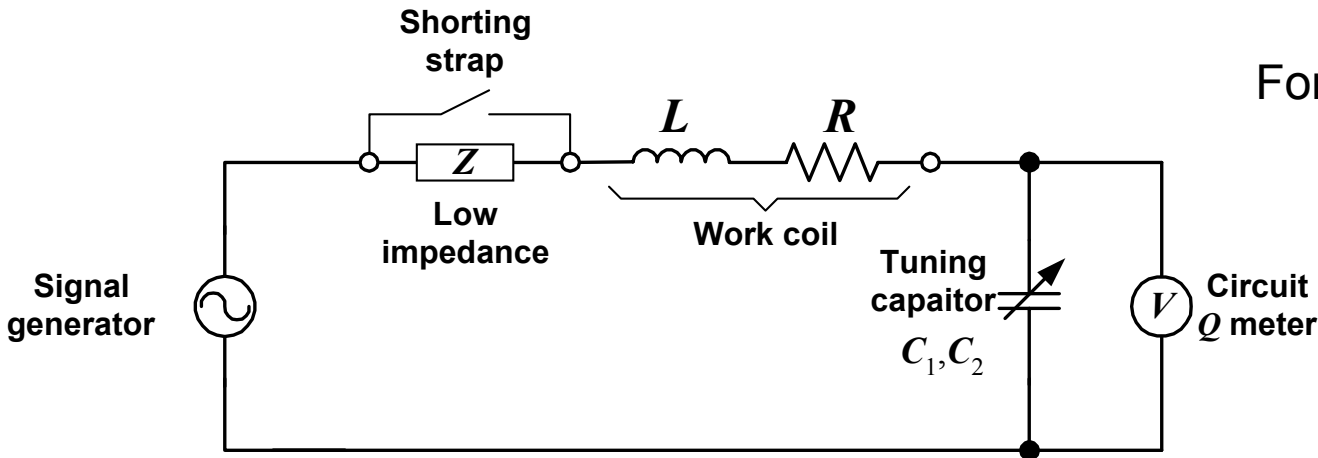 Shorting
strap
For
L
R
Z
Low
impedance
Work coil
Signal
generator
Tuning
capaitor
C₁,C₂
V
Circuit
Q meter